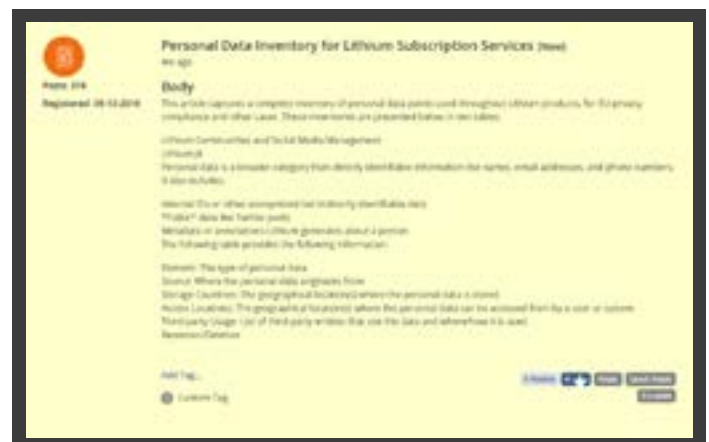 Personal Data Inventory for Lithium Subscription Services (New)
Posts:
Registered:
Body
This article captures a complete inventory of personal data points used throughout Lithium products, for EU privacy
compliance and other cases. These inventories are presented below in two tables:
Lithium Communities and Social Media Management
Personal data is a broader category than directly identifiable information like names, email addresses, and phone numbers.
It also includes:
Internal IDs or other anonymized but indirectly identifiable data
"Public" data like Twitter posts
Metadata or annotations Lithium generates about a person
The following table provides the following information:
Element: The type of personal data
Source: Where the personal data originates from
Storage Countries: The geographical location(s) where the personal data is stored
Access Locations: The geographical location(s) where the personal data can be accessed from by a user or system
Third-party Usage: List of third-party entities that use this data and where/how it is used
Retention/Deletion
Add Tag...
Custom Tag